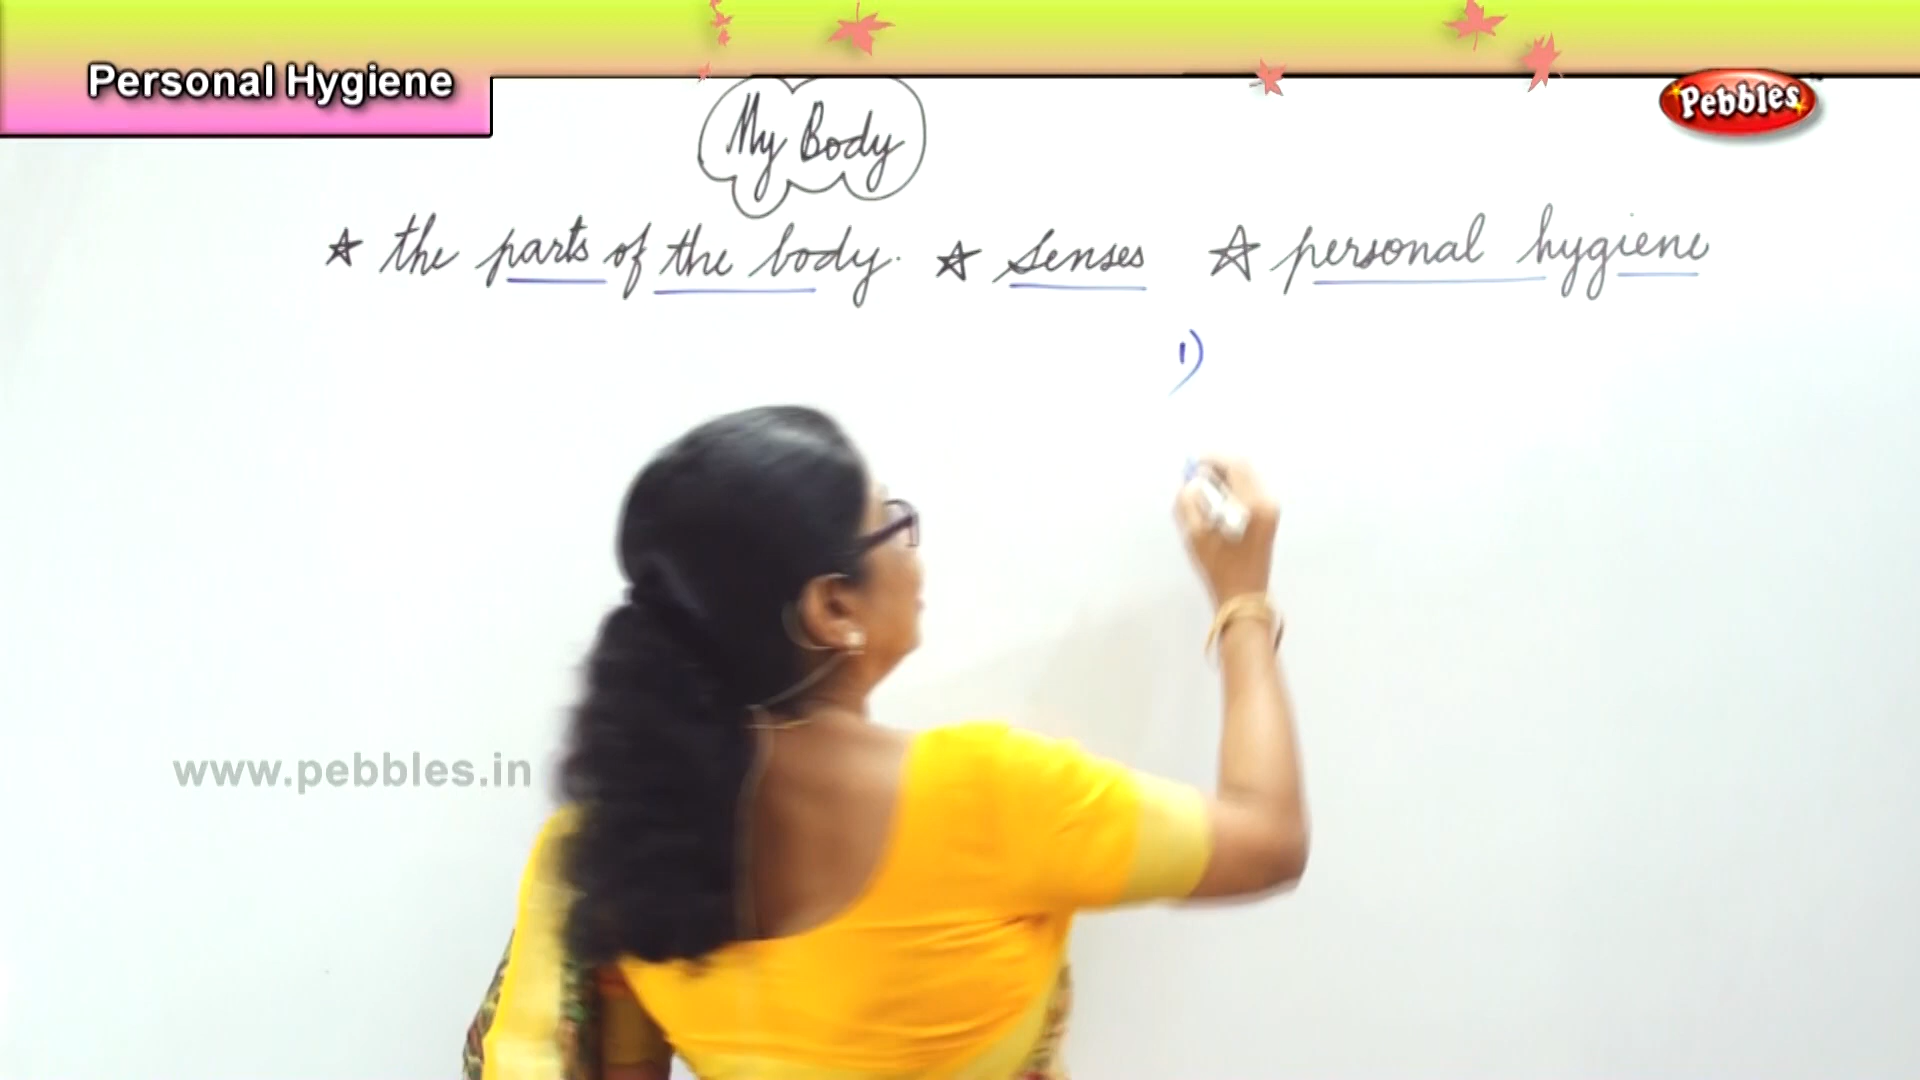 Personal Hygiene
Pebbles
My Body
☆ the parts of the body. ☆ senses ☆ personal hygiene
1)
www.pebbles.in